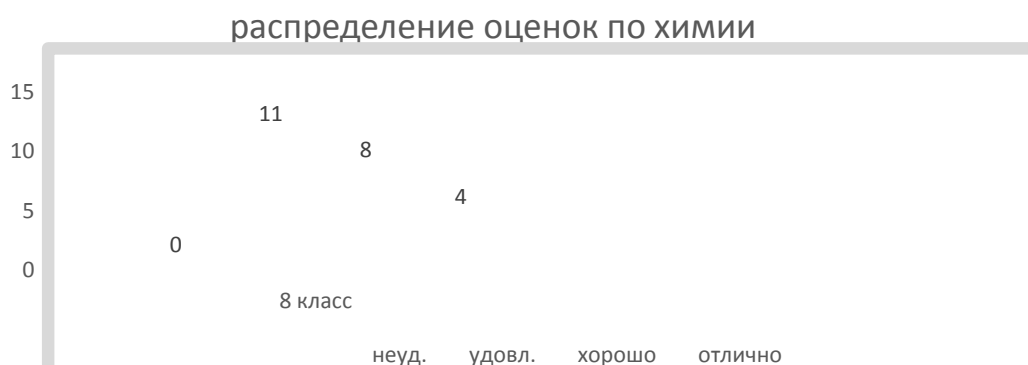 распределение оценок по химии
15
11
10
8
5
4
0
0
8 класс
неуд. удовл. хорошо отлично